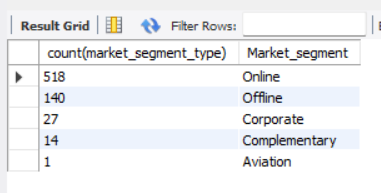 Result Grid Filter Rows:
count(market_segment_type) Market_segment
518 Online
140 Offline
27 Corporate
14 Complementary
1 Aviation